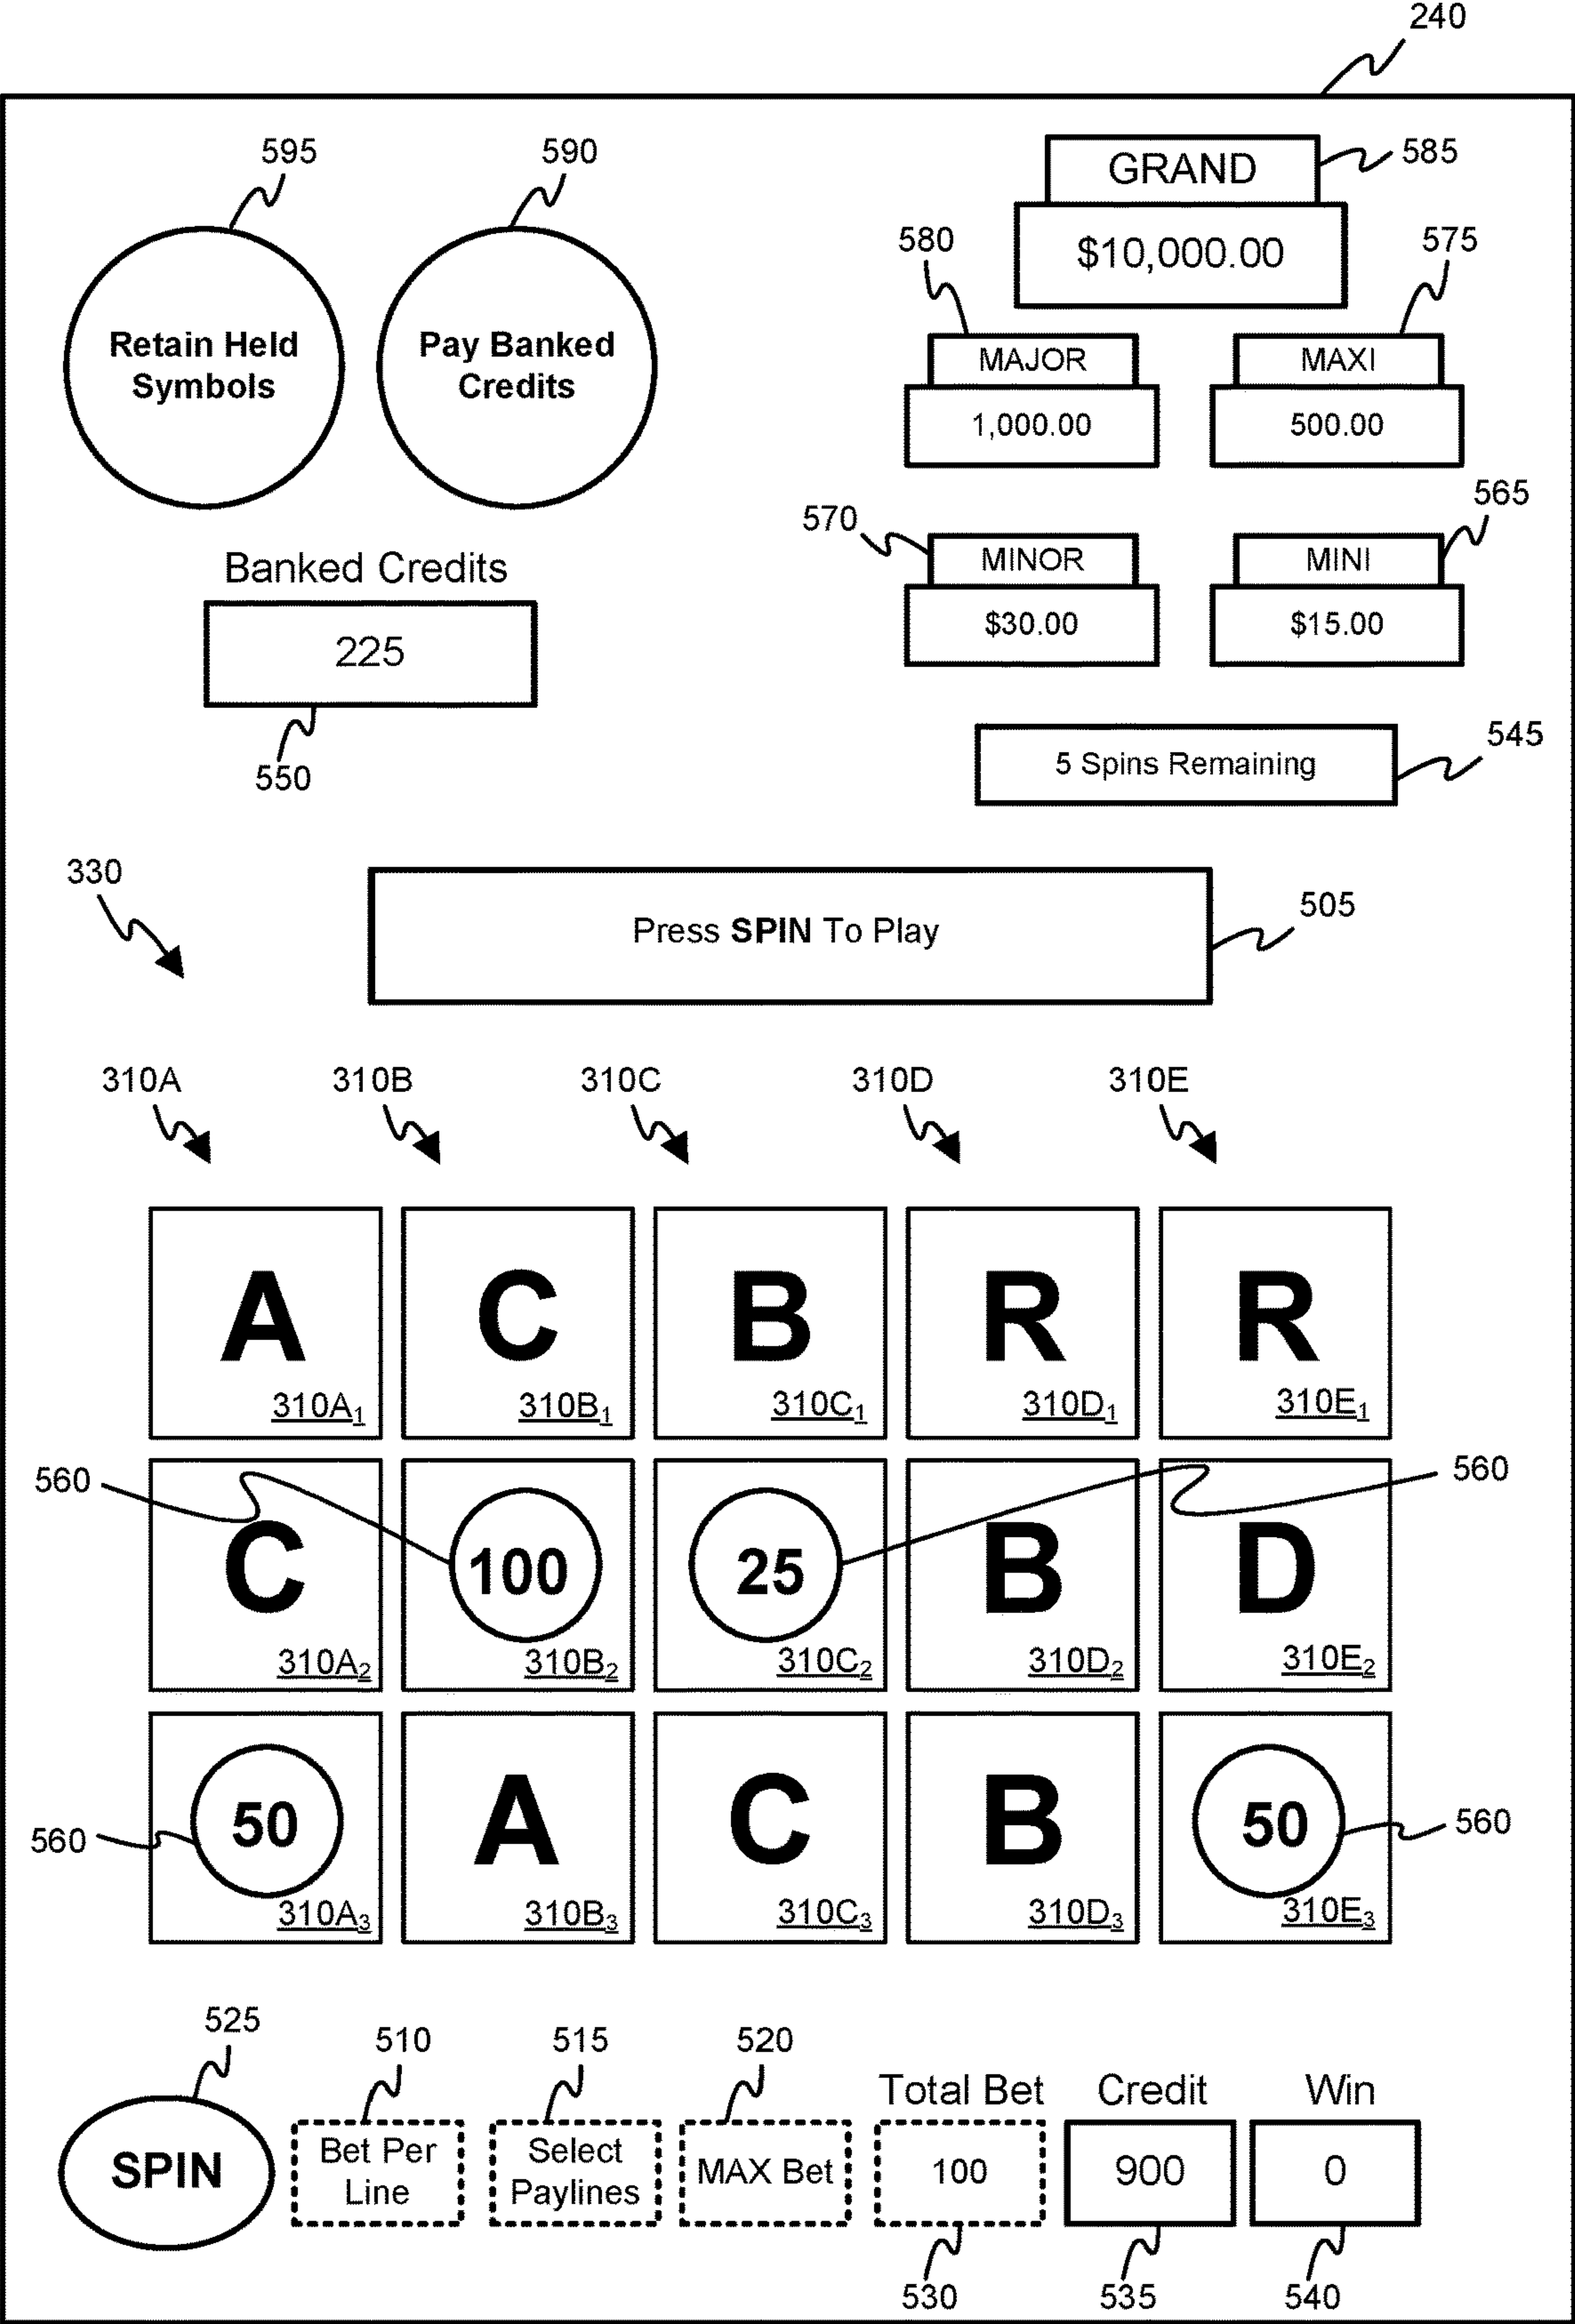 240
595
590
GRAND
585
$10,000.00
580
575
Retain Held
Symbols
Pay Banked
Credits
MAJOR
MAXI
1,000.00
500.00
570
565
MINOR
MINI
$30.00
$15.00
Banked Credits
225
550
5 Spins Remaining
545
330
Press SPIN To Play
505
310A
310B
310C
310D
310E
A
C
B
R
R
310A1
310B1
310C1
310D1
310E1
560
560
C
100
25
B
D
310A2
310B2
310C2
310D2
310E2
560
50
A
C
B
50
560
310A3
310B3
310C3
310D3
310E3
525
510
515
520
Total Bet
Credit
Win
SPIN
Bet Per
Line
Select
Paylines
MAX Bet
100
900
0
530
535
540